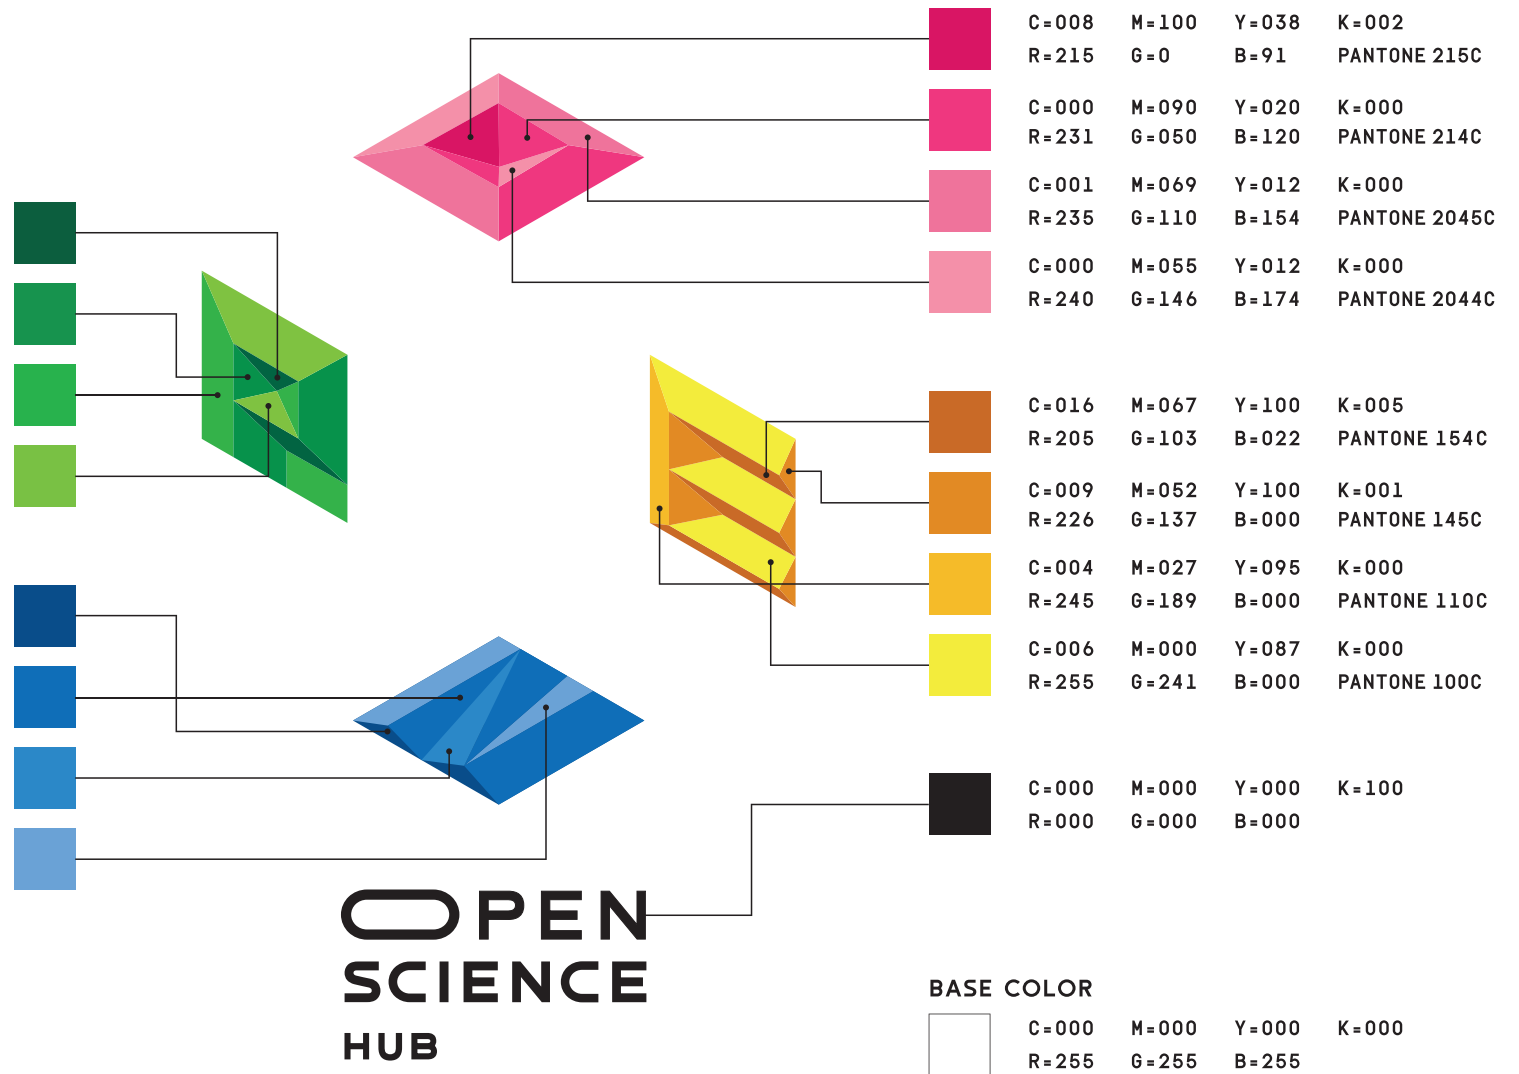 C=008 M=100 Y=038 K=002
R=215 G=0 B=91 PANTONE 215C
C=000 M=090 Y=020 K=000
R=231 G=050 B=120 PANTONE 214C
C=001 M=069 Y=012 K=000
R=235 G=110 B=154 PANTONE 2045C
C=000 M=055 Y=012 K=000
R=240 G=146 B=174 PANTONE 2044C
C=016 M=067 Y=100 K=005
R=205 G=103 B=022 PANTONE 154C
C=009 M=052 Y=100 K=001
R=226 G=137 B=000 PANTONE 145C
C=004 M=027 Y=095 K=000
R=245 G=189 B=000 PANTONE 110C
C=006 M=000 Y=087 K=000
R=255 G=241 B=000 PANTONE 100C
C=000 M=000 Y=000 K=100
R=000 G=000 B=000
OPEN
SCIENCE
HUB
BASE COLOR
C=000 M=000 Y=000 K=000
R=255 G=255 B=255